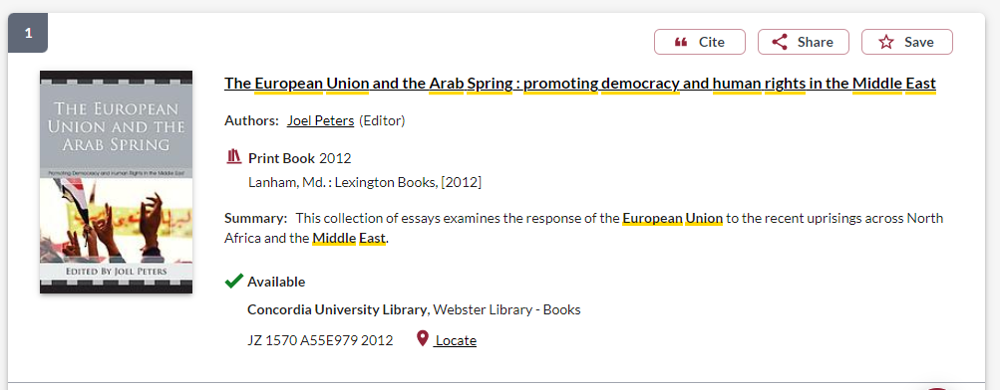 1
Cite
Share
Save
THE EUROPEAN
UNION AND THE
ARAB SPRING
Promoting Democracy and Human Rights in the Middle East
EDITED BY JOEL PETERS
The European Union and the Arab Spring : promoting democracy and human rights in the Middle East
Authors: Joel Peters (Editor)
Print Book 2012
Lanham, Md. : Lexington Books, [2012]
Summary: This collection of essays examines the response of the European Union to the recent uprisings across North
Africa and the Middle East.
Available
Concordia University Library, Webster Library - Books
JZ 1570 A55E979 2012 Locate